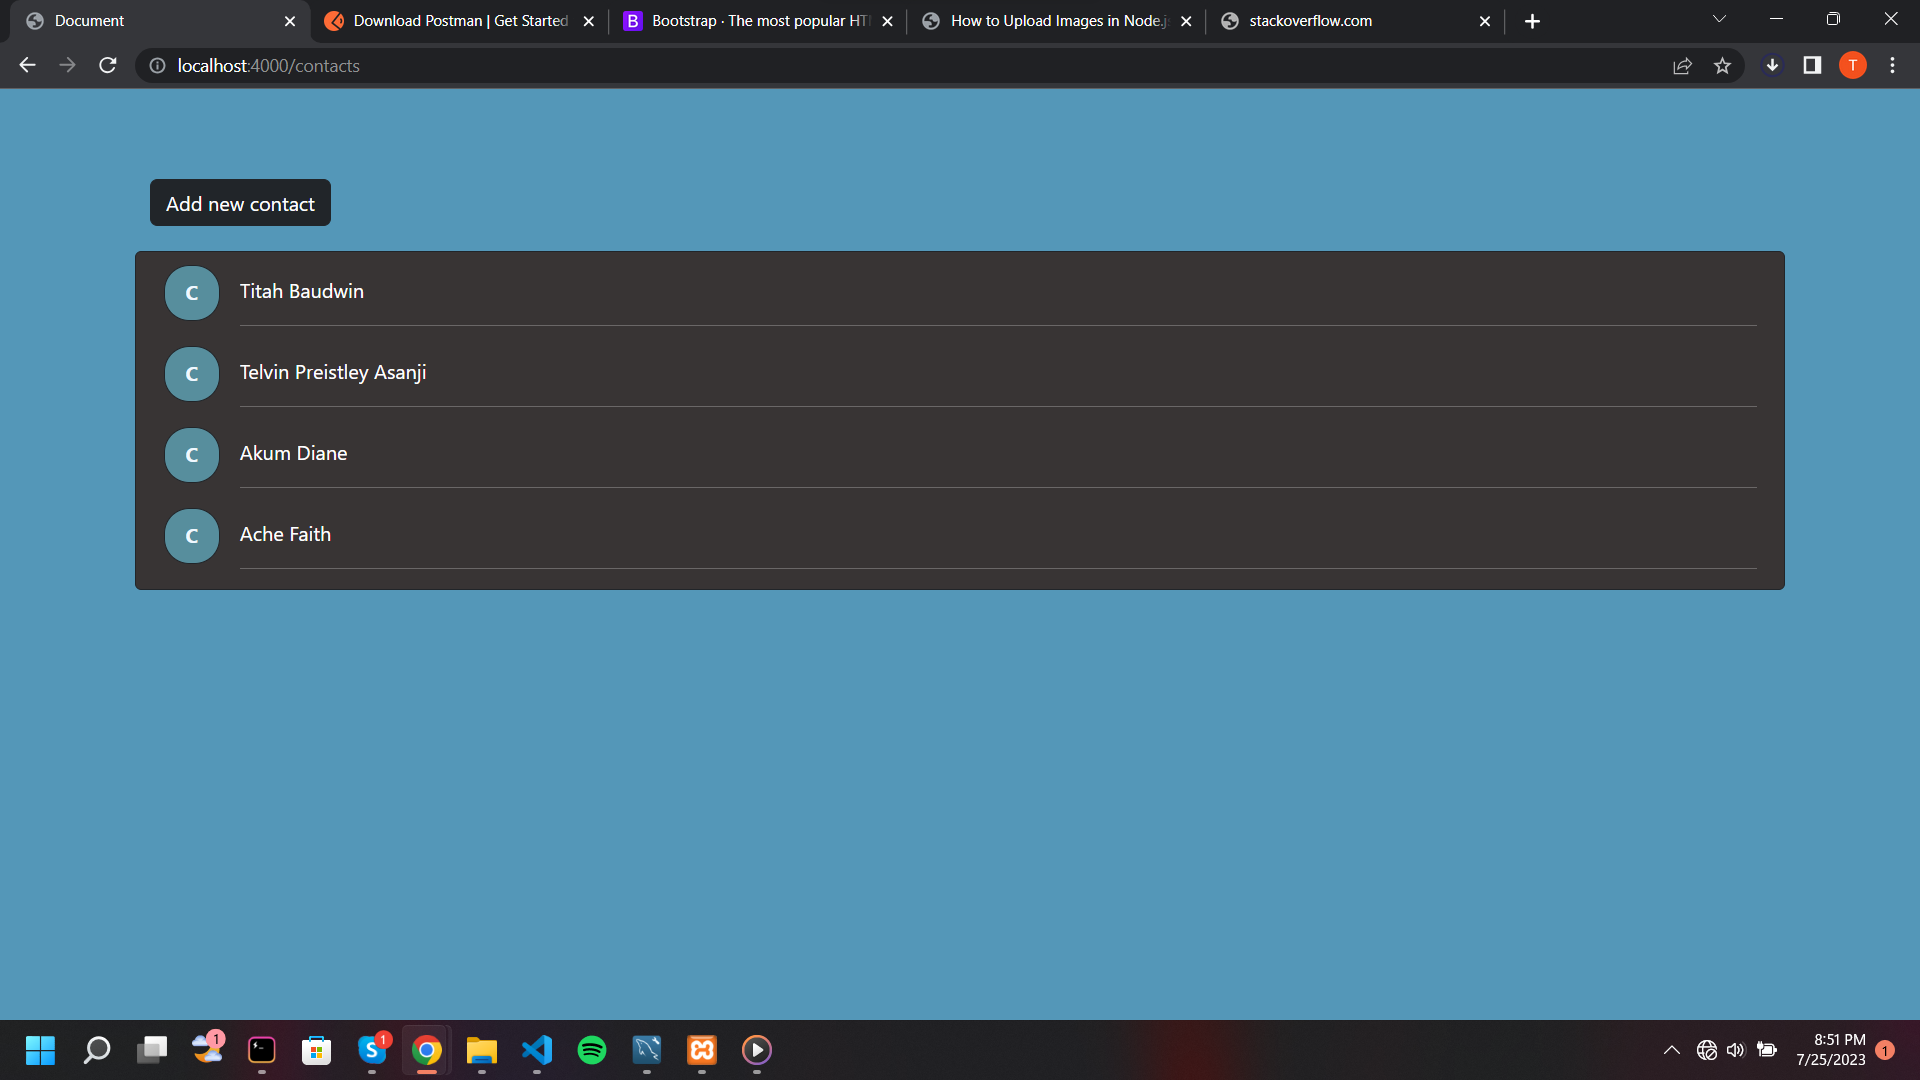 Document
Download Postman | Get Started
Bootstrap · The most popular HT
How to Upload Images in Node.j
stackoverflow.com
localhost:4000/contacts
T
Add new contact
C Titah Baudwin
C Telvin Preistley Asanji
C Akum Diane
C Ache Faith
1
1
8:51 PM
7/25/2023
1